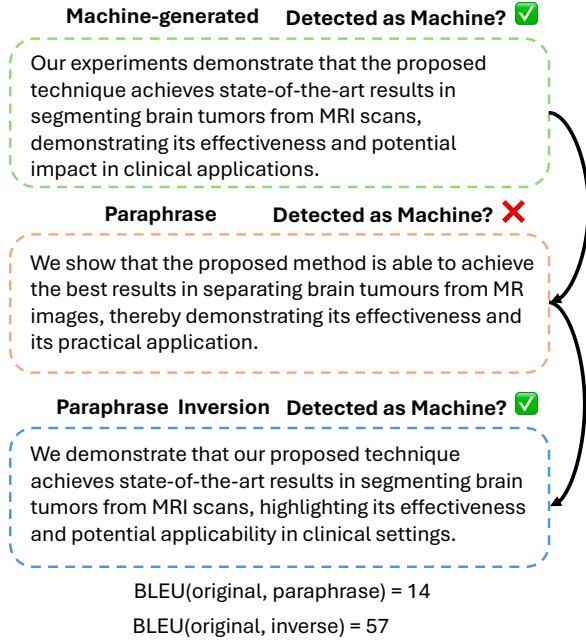 Machine-generated Detected as Machine? ✅
Our experiments demonstrate that the proposed
technique achieves state-of-the-art results in
segmenting brain tumors from MRI scans,
demonstrating its effectiveness and potential
impact in clinical applications.
Paraphrase Detected as Machine? ❌
We show that the proposed method is able to achieve
the best results in separating brain tumours from MR
images, thereby demonstrating its effectiveness and
its practical application.
Paraphrase Inversion Detected as Machine? ✅
We demonstrate that our proposed technique
achieves state-of-the-art results in segmenting brain
tumors from MRI scans, highlighting its effectiveness
and potential applicability in clinical settings.
BLEU(original, paraphrase) = 14
BLEU(original, inverse) = 57